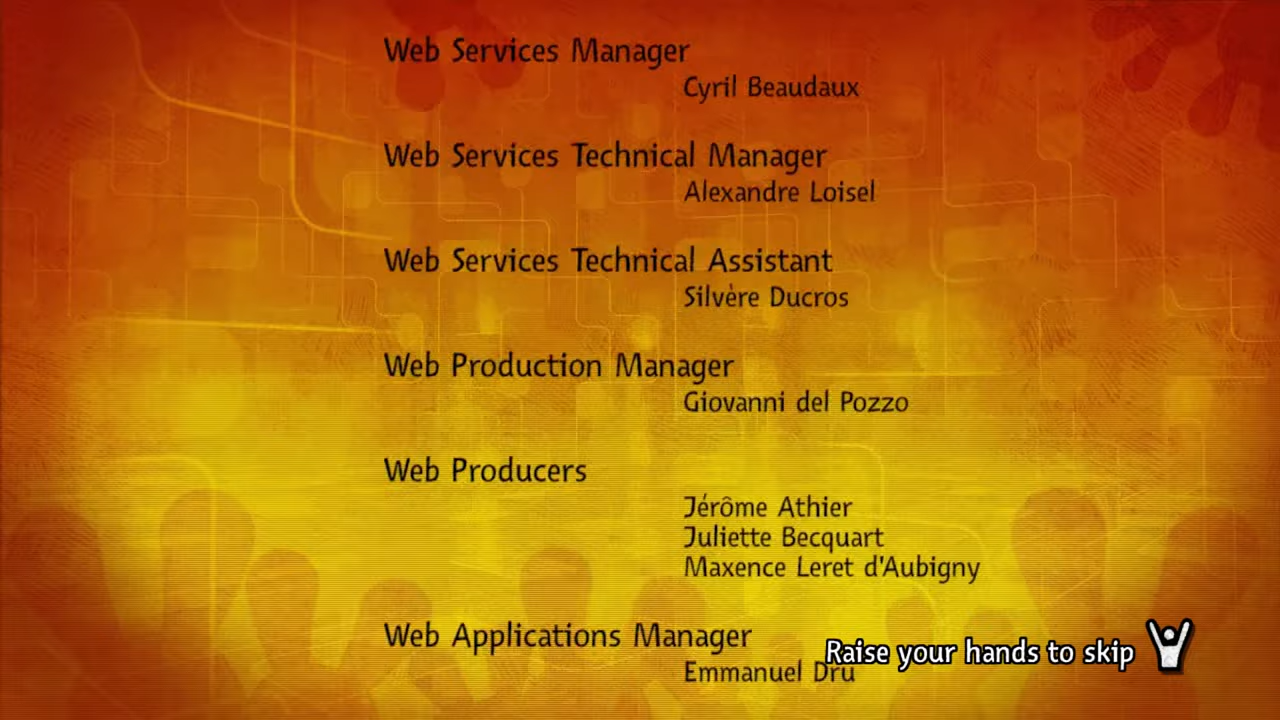 Web Services Manager
Cyril Beaudaux
Web Services Technical Manager
Alexandre Loisel
Web Services Technical Assistant
Silvère Ducros
Web Production Manager
Giovanni del Pozzo
Web Producers
Jérôme Athier
Juliette Becquart
Maxence Leret d'Aubigny
Web Applications Manager
Raise your hands to skip
Emmanuel Dru